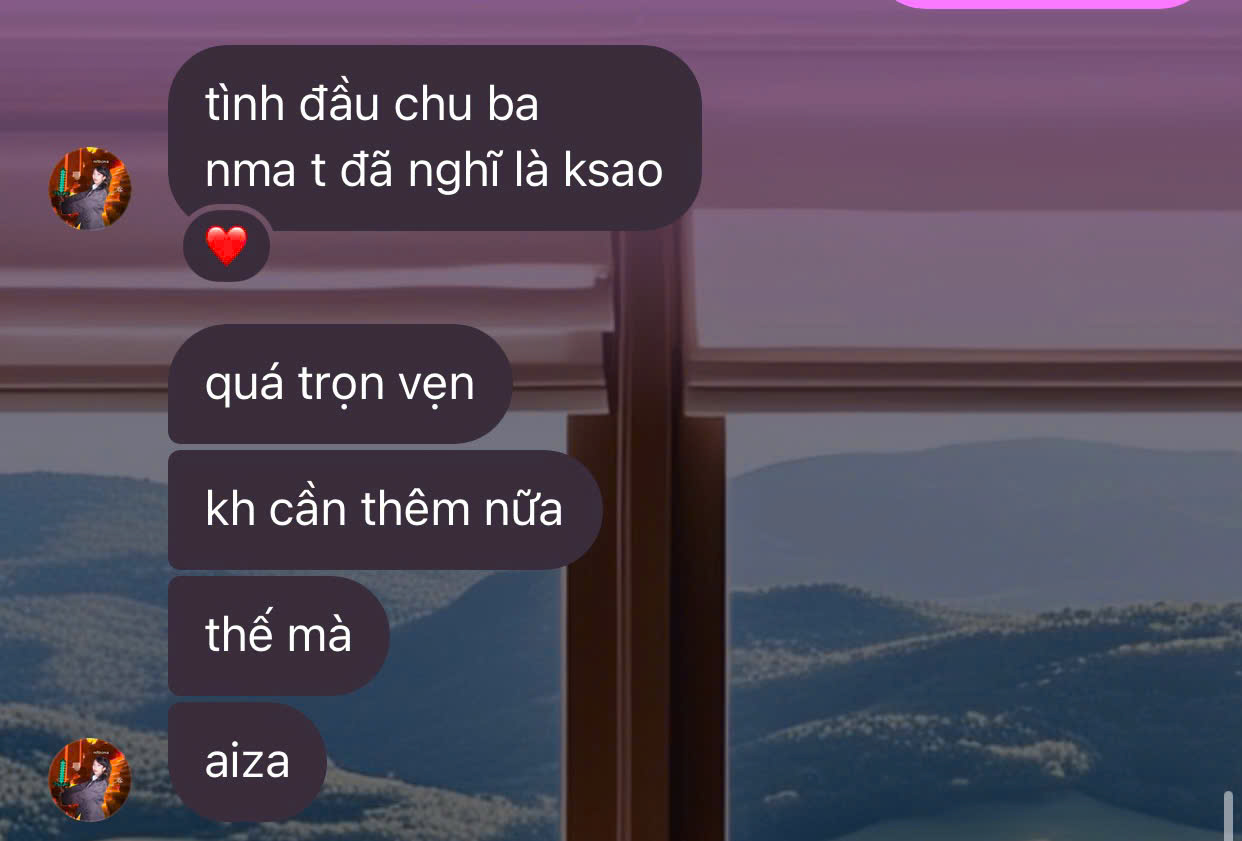 tình đầu chu ba
nma t đã nghĩ là ksao
quá trọn vẹn
kh cần thêm nữa
thế mà
aiza